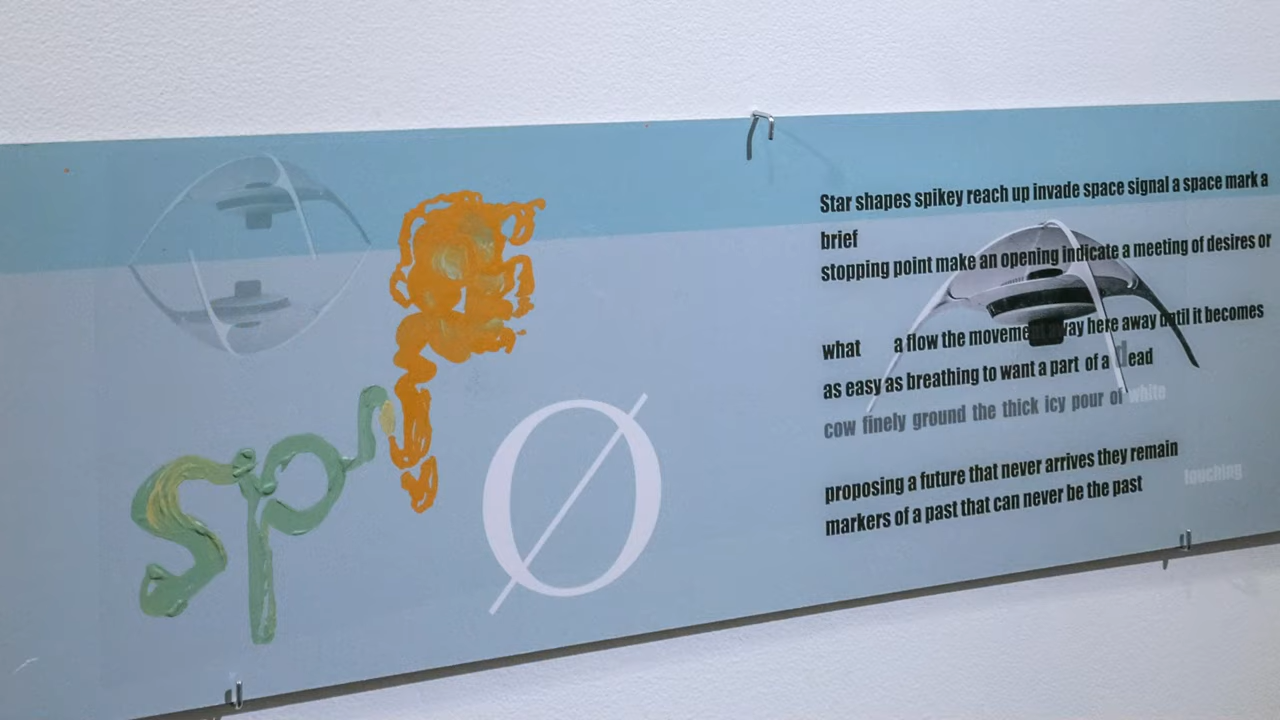 sp
Ø
Star shapes spikey reach up invade space signal a space mark a
brief
stopping point make an opening indicate a meeting of desires or
what a flow the movement away here away until it becomes
as easy as breathing to want a part of a dead
cow finely ground the thick icy pour of white
touching
proposing a future that never arrives they remain
markers of a past that can never be the past